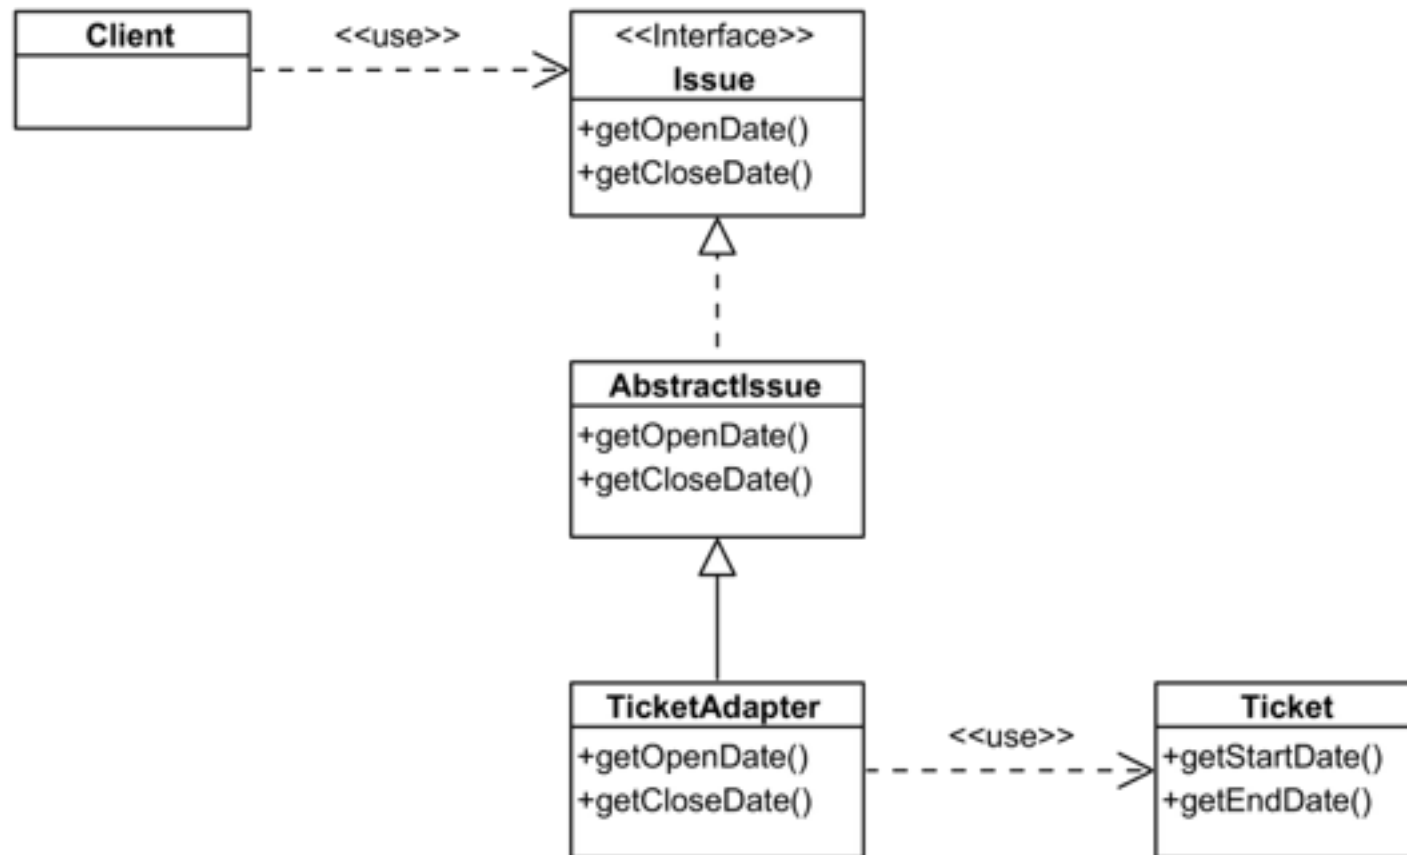 Client
<<use>>
<<Interface>>
Issue
+getOpenDate()
+getCloseDate()
AbstractIssue
+getOpenDate()
+getCloseDate()
TicketAdapter
+getOpenDate()
+getCloseDate()
<<use>>
Ticket
+getStartDate()
+getEndDate()